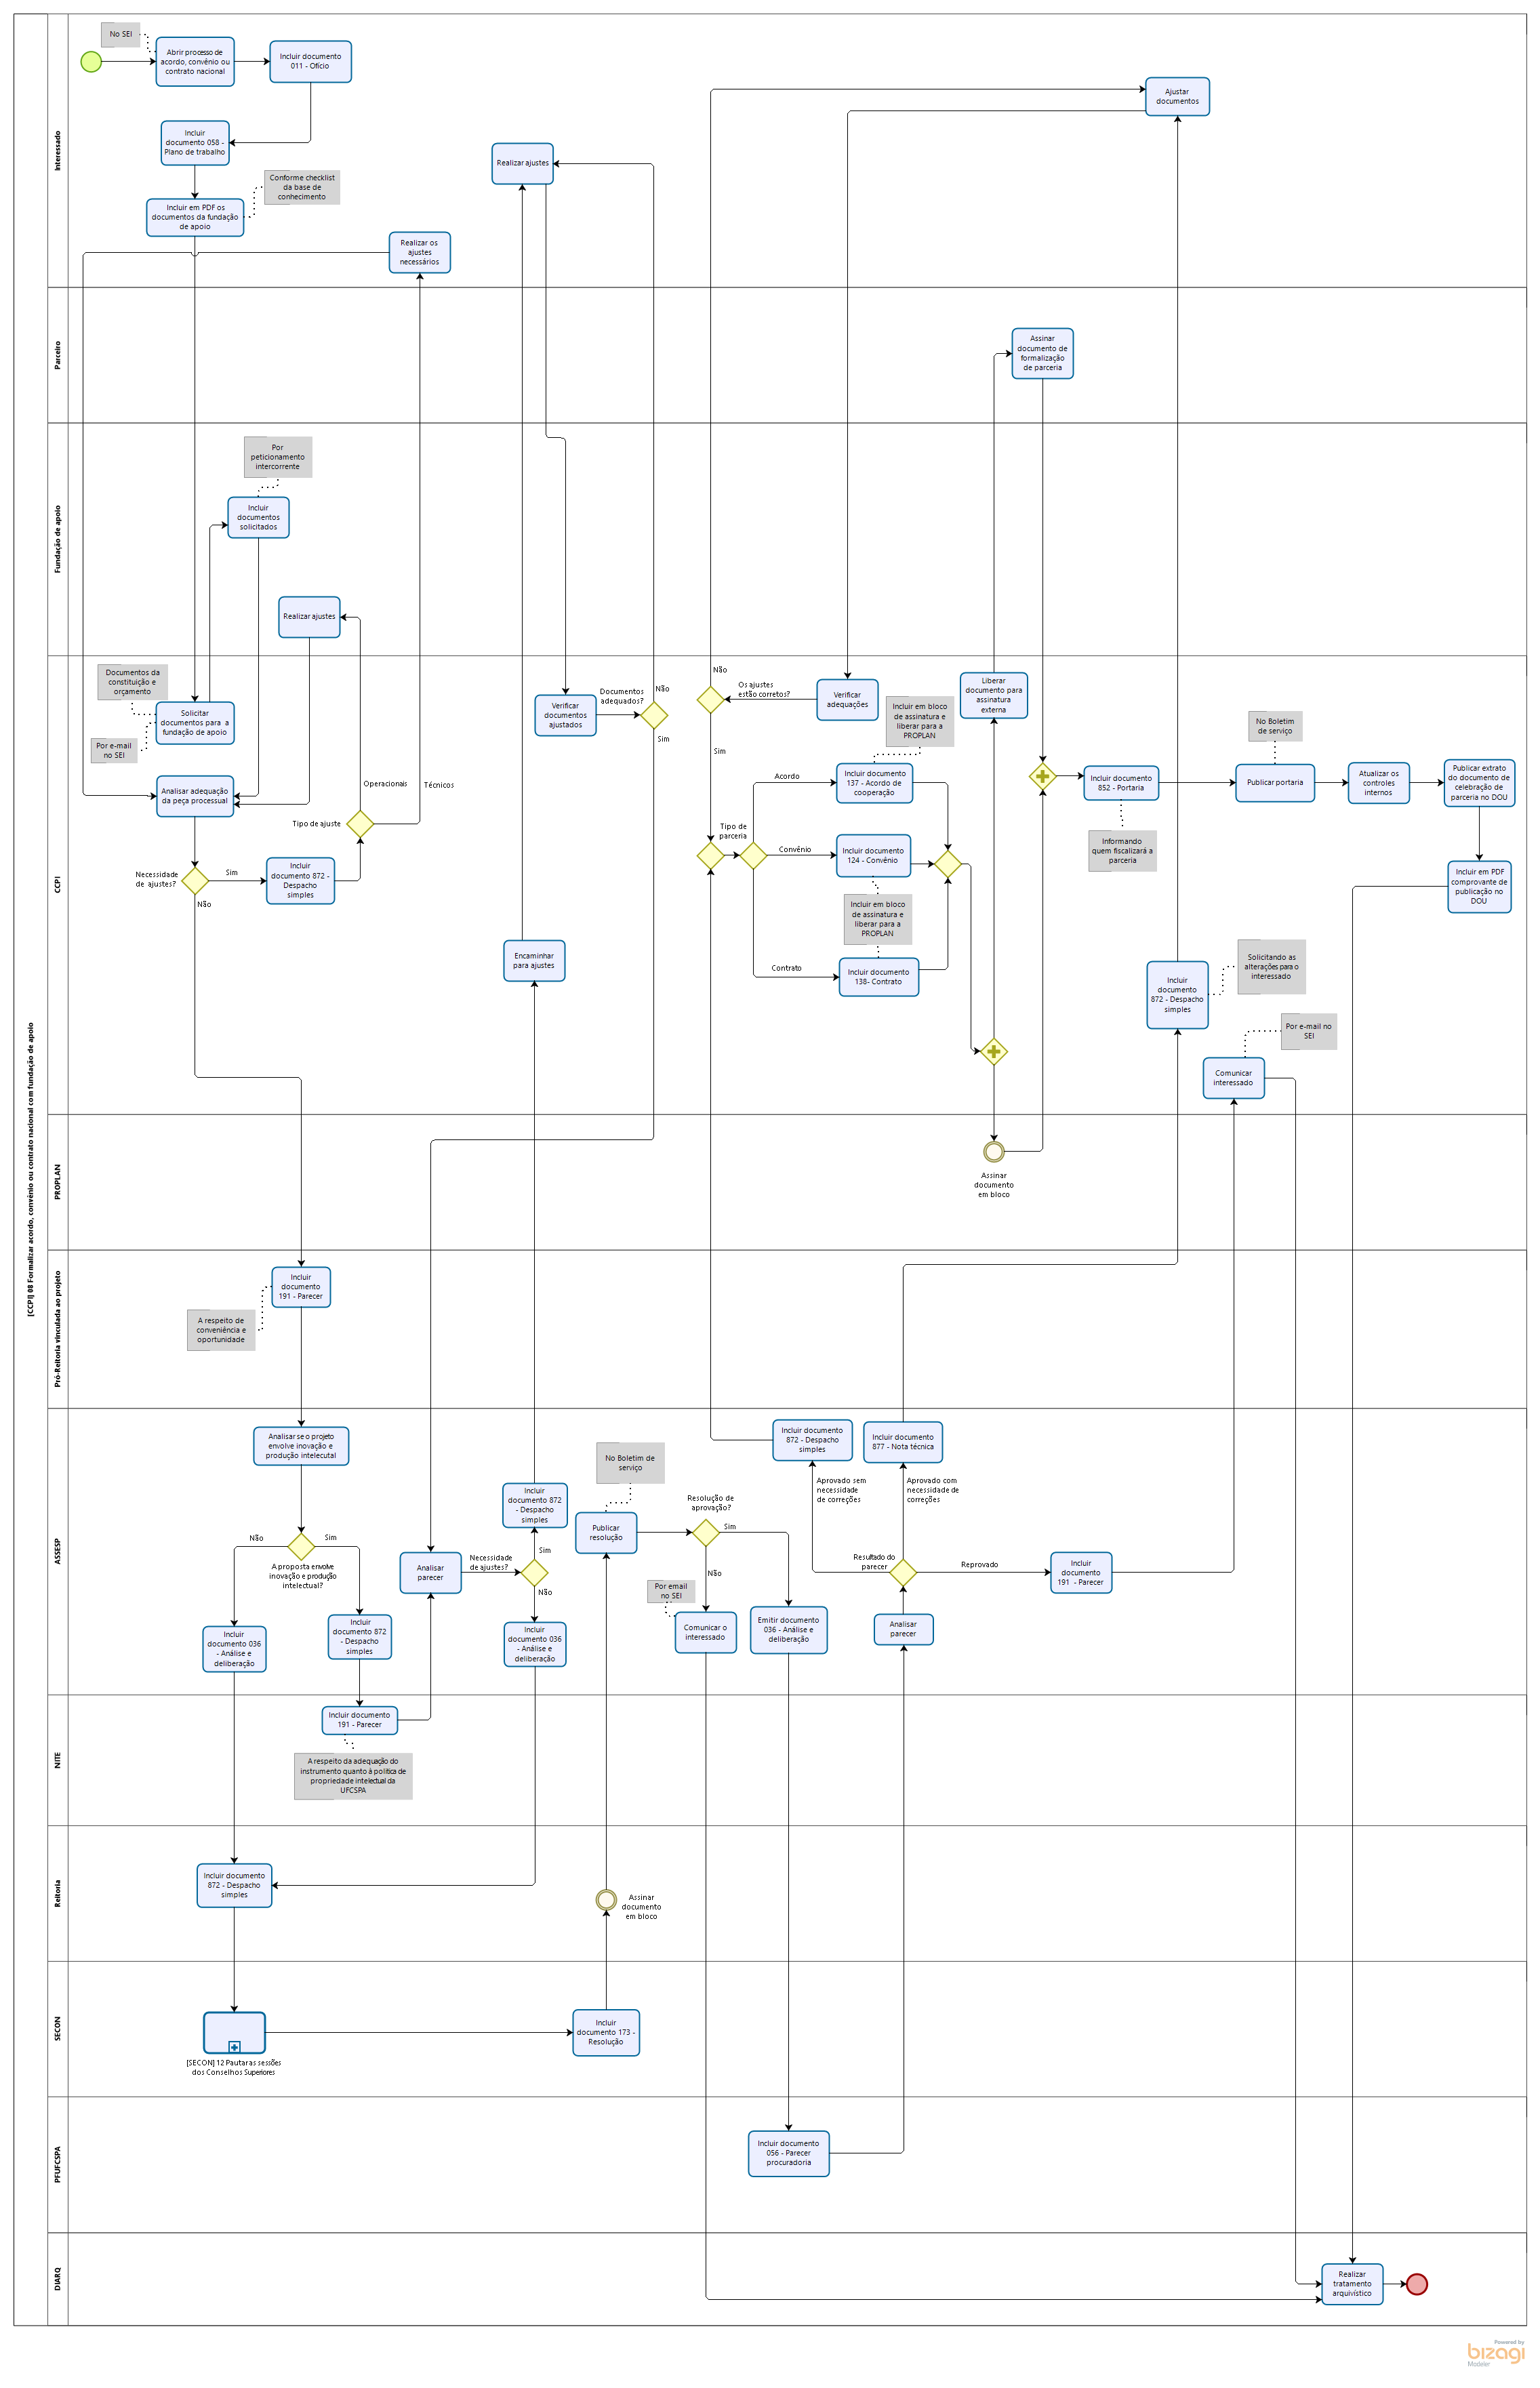 [CCPI] 08 Formalizar acordo, convênio ou contrato nacional com fundação de apoio
Interessado
No SEI
Abrir processo de
acordo, convênio ou
contrato nacional
Incluir documento
011 - Ofício
Incluir
documento 058 -
Plano de trabalho
Conforme checklist
da base de
conhecimento
Incluir em PDF os
documentos da fundação
de apoio
Realizar os
ajustes
necessários
Realizar ajustes
Ajustar
documentos
Parceiro
Assinar
documento de
formalização
de parceria
Fundação de apoio
Por
peticionamento
intercorrente
Incluir
documentos
solicitados
Realizar ajustes
CCPI
Documentos da
constituição e
orçamento
Solicitar
documentos para a
fundação de apoio
Por e-mail
no SEI
Analisar adequação
da peça processual
Necessidade
de ajustes?
Sim
Não
Incluir
documento 872 -
Despacho
simples
Tipo de ajuste
Operacionais
Técnicos
Encaminhar
para ajustes
Verificar
documentos
ajustados
Documentos
adequados?
Não
Sim
Não
Os ajustes
estão corretos?
Sim
Verificar
adequações
Incluir em bloco
de assinatura e
liberar para a
PROPLAN
Liberar
documento para
assinatura
externa
Tipo de
parceria
Acordo
Incluir documento
137 - Acordo de
cooperação
Convênio
Incluir documento
124 - Convênio
Incluir em bloco
de assinatura e
liberar para a
PROPLAN
Contrato
Incluir documento
138- Contrato
Incluir documento
852 - Portaria
Informando
quem fiscalizará a
parceria
No Boletim
de serviço
Publicar portaria
Atualizar os
controles
internos
Publicar extrato
do documento de
celebração de
parceria no DOU
Incluir em PDF
comprovante de
publicação no
DOU
Incluir
documento
872 - Despacho
simples
Solicitando as
alterações para o
interessado
Por e-mail no
SEI
Comunicar
interessado
PROPLAN
Assinar
documento
em bloco
Pró-Reitoria vinculada ao projeto
Incluir
documento
191 - Parecer
A respeito de
conveniência e
oportunidade
ASSESP
Analisar se o projeto
envolve inovação e
produção intelecutal
Não
Sim
A proposta envolve
inovação e produção
intelectual?
Incluir
documento 036
- Análise e
deliberação
Incluir
documento 872
- Despacho
simples
Analisar
parecer
Necessidade
de ajustes?
Incluir
documento 872
- Despacho
simples
Sim
Não
Incluir
documento 036
- Análise e
deliberação
No Boletim de
serviço
Publicar
resolução
Resolução de
aprovação?
Sim
Não
Por email
no SEI
Comunicar o
interessado
Emitir documento
036 - Análise e
deliberação
Incluir documento
872 - Despacho
simples
Incluir documento
877 - Nota técnica
Aprovado sem
necessidade
de correções
Aprovado com
necessidade de
correções
Resultado do
parecer
Reprovado
Incluir
documento
191 - Parecer
Analisar
parecer
NITE
Incluir documento
191 - Parecer
A respeito da adequação do
instrumento quanto à política de
propriedade intelectual da
UFCSPA
Reitoria
Incluir documento
872 - Despacho
simples
Assinar
documento
em bloco
SECON
[SECON] 12 Pautar as sessões
dos Conselhos Superiores
Incluir
documento 173 -
Resolução
PFUFCSPA
Incluir documento
056 - Parecer
procuradoria
DIARQ
Realizar
tratamento
arquivístico
Powered by
bizagi
Modeler